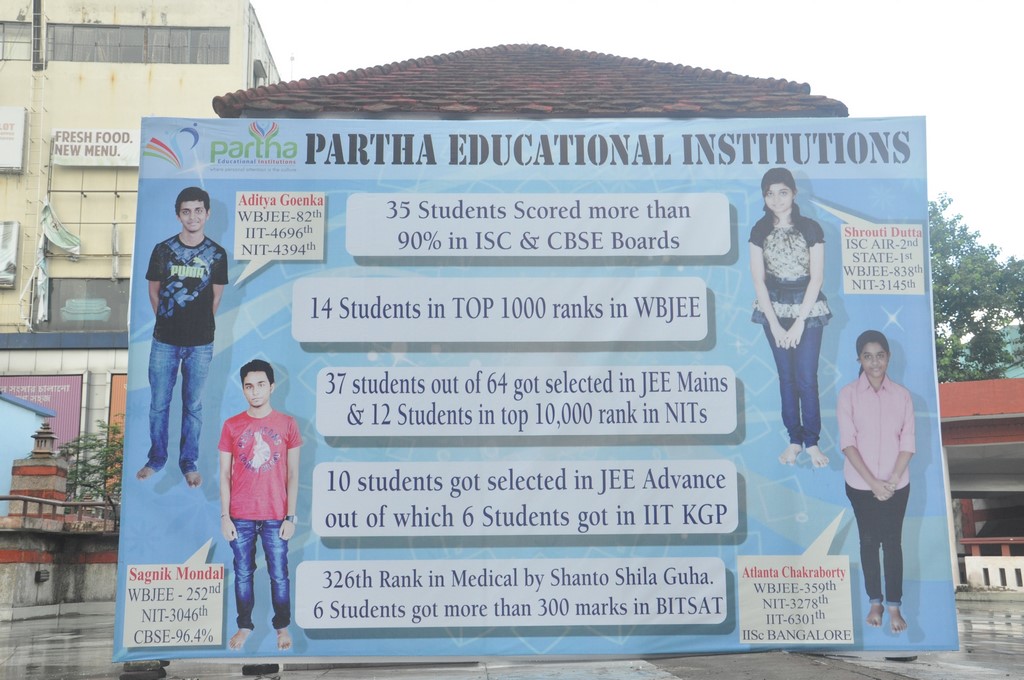 FRESH FOOD.
NEW MENU.
partha
Educational Institutions
PARTHA EDUCATIONAL INSTITUTIONS
Aditya Goenka
WBJEE-82th
IIT-4696th
NIT-4394th
35 Students Scored more than
90% in ISC & CBSE Boards
Shrouti Dutta
ISC AIR-2nd
STATE-1st
WBJEE-838th
NIT-3145th
14 Students in TOP 1000 ranks in WBJEE
37 students out of 64 got selected in JEE Mains
& 12 Students in top 10,000 rank in NITs
10 students got selected in JEE Advance
out of which 6 Students got in IIT KGP
Sagnik Mondal
WBJEE - 252nd
NIT-3046th
CBSE-96.4%
326th Rank in Medical by Shanto Shila Guha.
6 Students got more than 300 marks in BITSAT
Atlanta Chakraborty
WBJEE-359th
NIT-3278th
IIT-6301th
IISc BANGALORE
PUMA